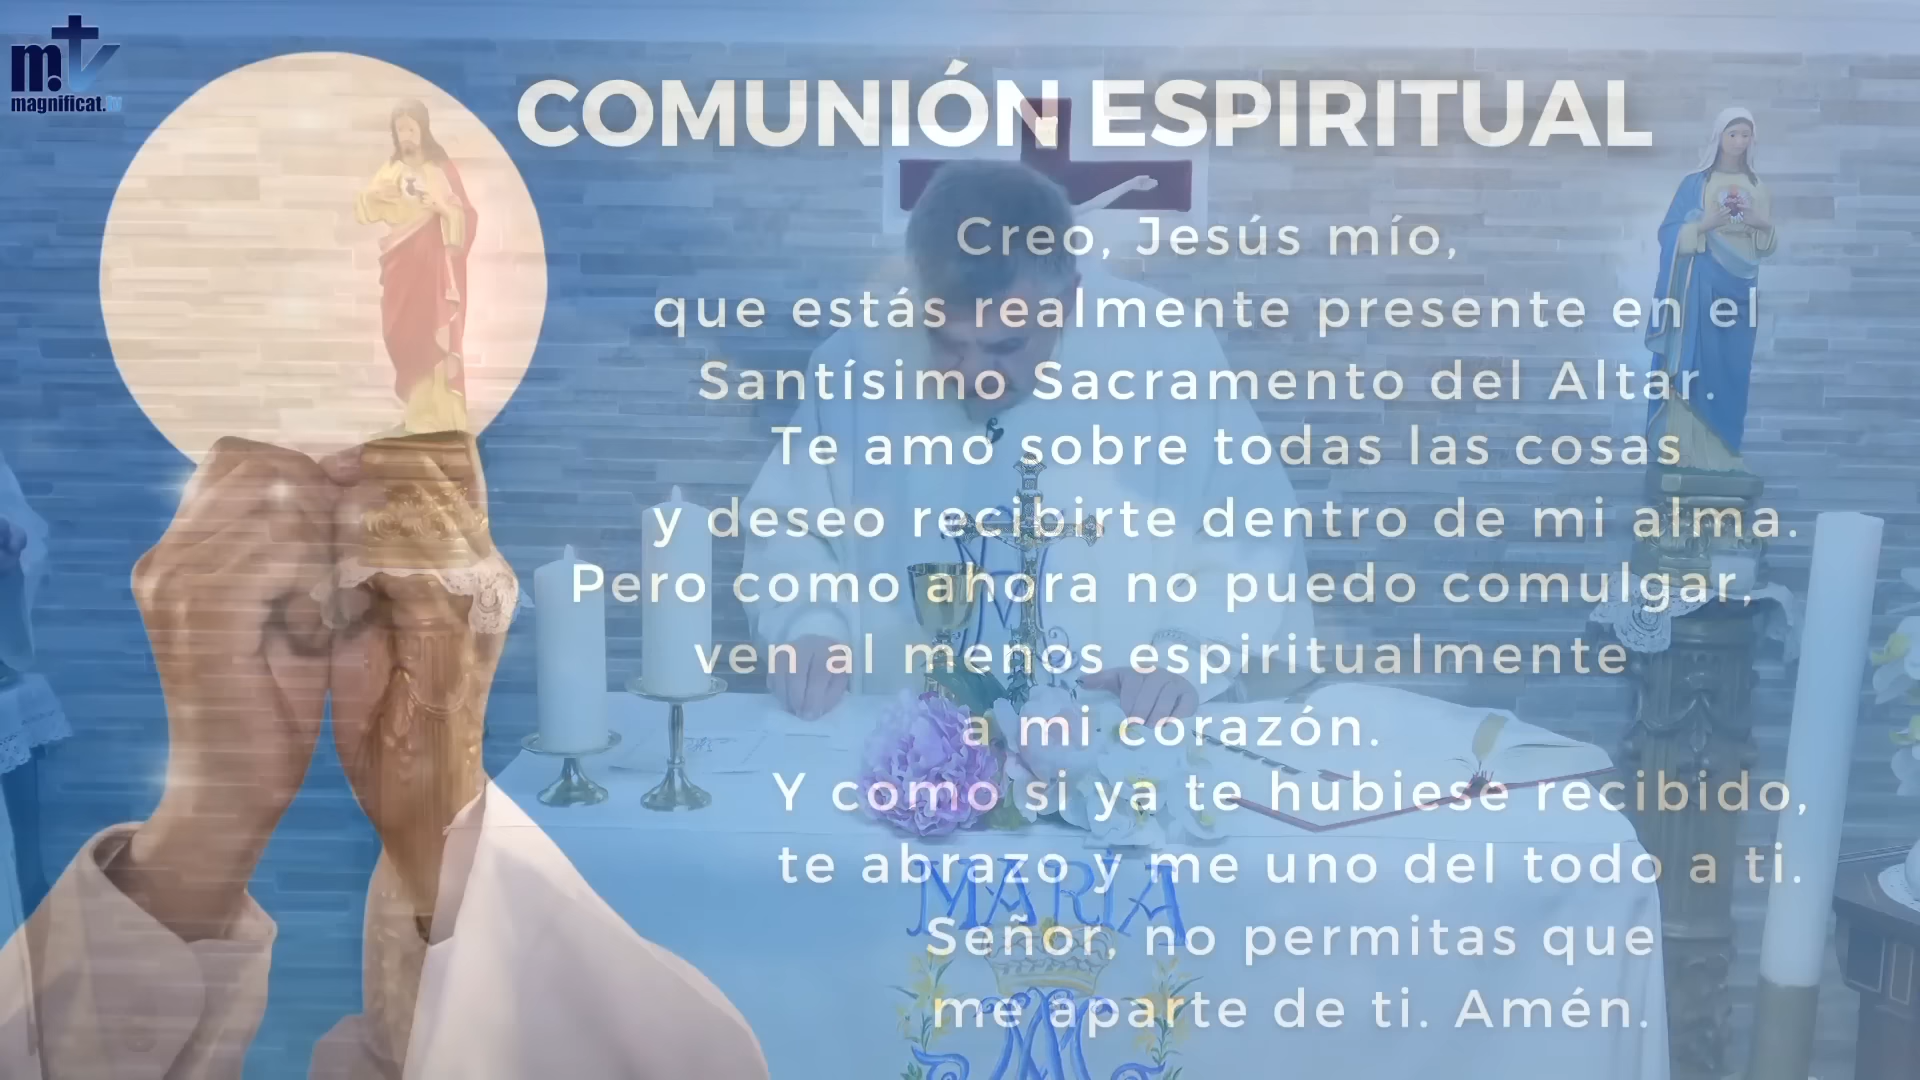 m.tv
magnificat.tv
COMUNIÓN ESPIRITUAL
Creo, Jesús mío,
que estás realmente presente en el
Santísimo Sacramento del Altar.
Te amo sobre todas las cosas
y deseo recibirte dentro de mi alma.
Pero como ahora no puedo comulgar,
ven al menos espiritualmente
a mi corazón.
Y como si ya te hubiese recibido,
te abrazo y me uno del todo a ti.
MARÍA
Señor, no permitas que
me aparte de ti. Amén.